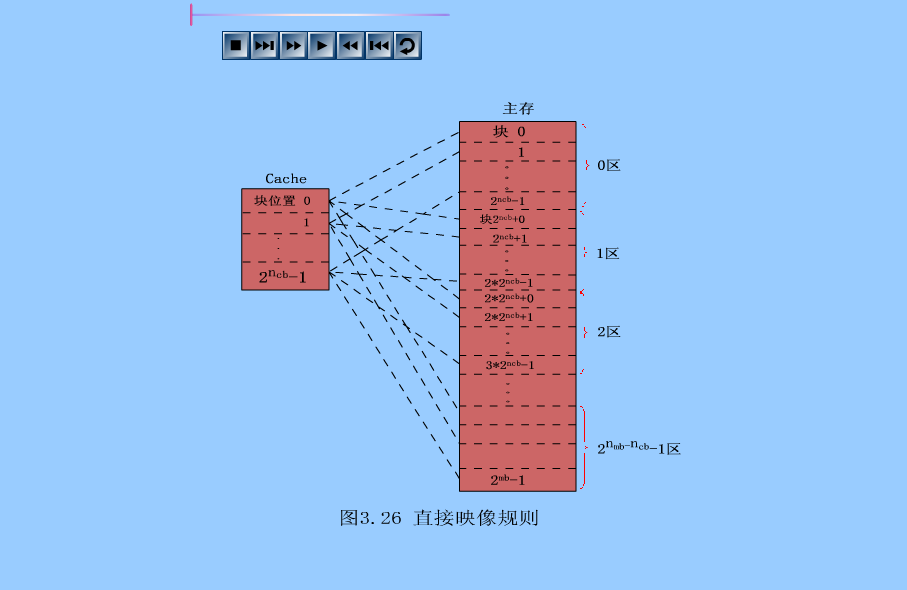 主存
块 0
1
0区
2ncb-1
Cache
块位置 0
1
2ncb-1
块2ncb+0
2ncb+1
1区
2*2ncb-1
2*2ncb+0
2*2ncb+1
2区
3*2ncb-1
2nmb-ncb-1区
2mb-1
图3.26 直接映像规则